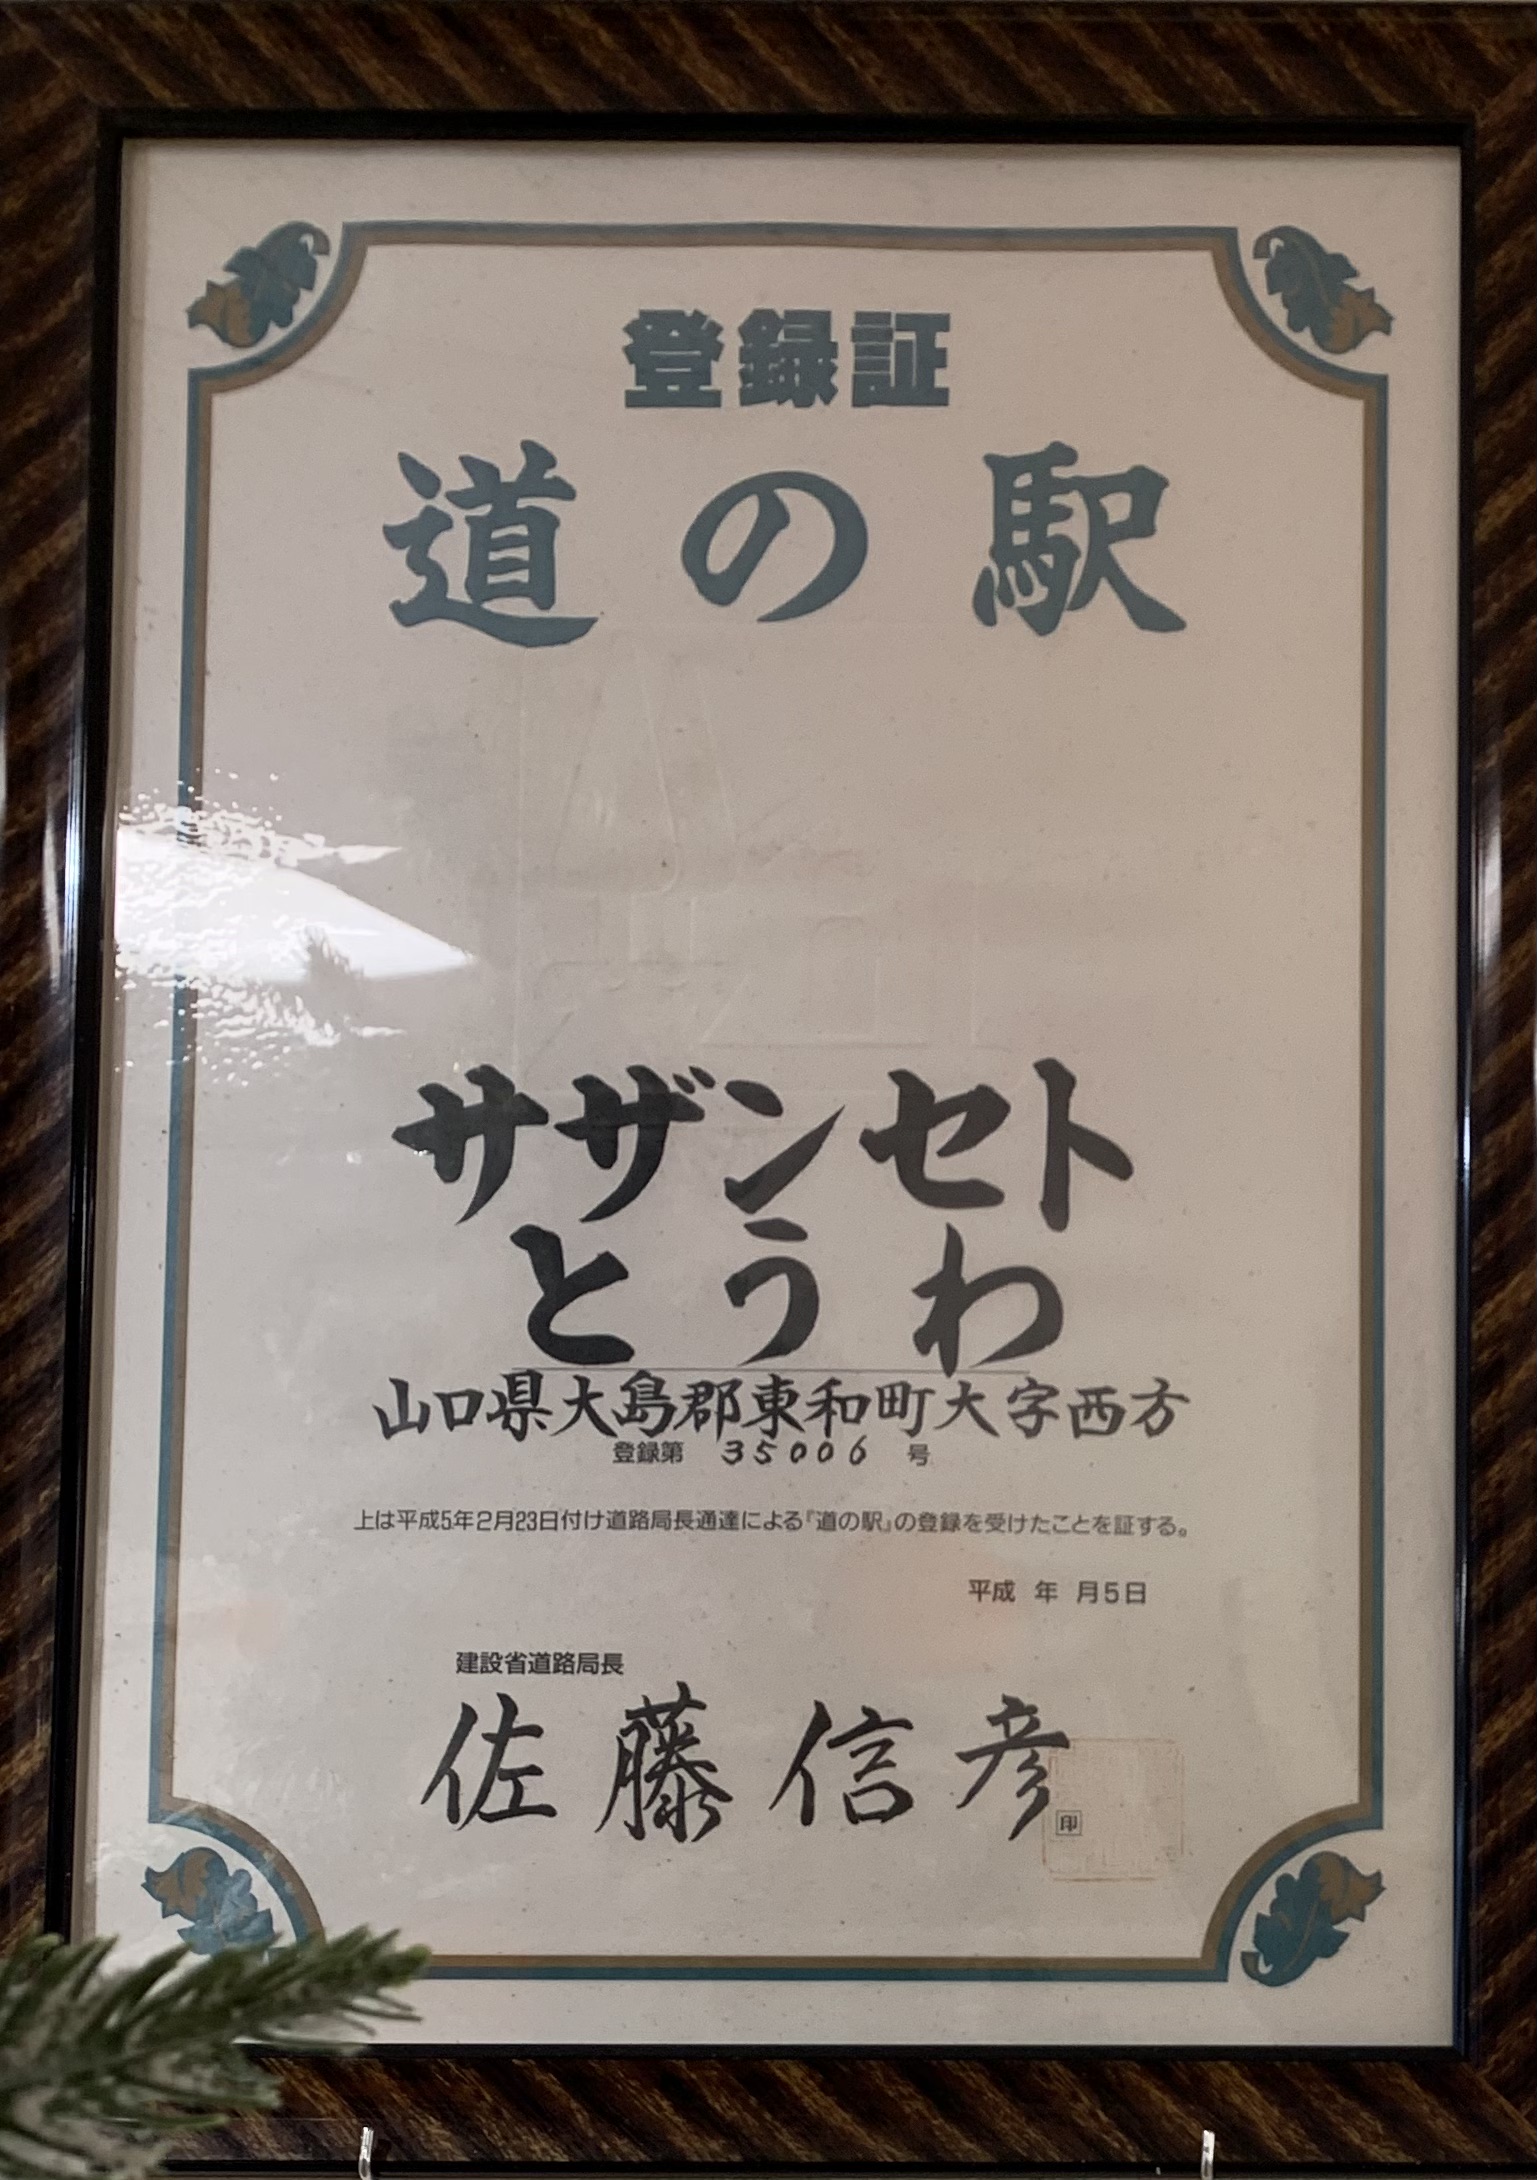 登録証
道の駅
サザンセト
とうわ
山口県大島郡東和町大字西方
登録第 35006 号
上は平成5年2月23日付け道路局長通達による『道の駅』の登録を受けたことを証する。
平成 年 月5日
建設省道路局長
佐藤信彦
印